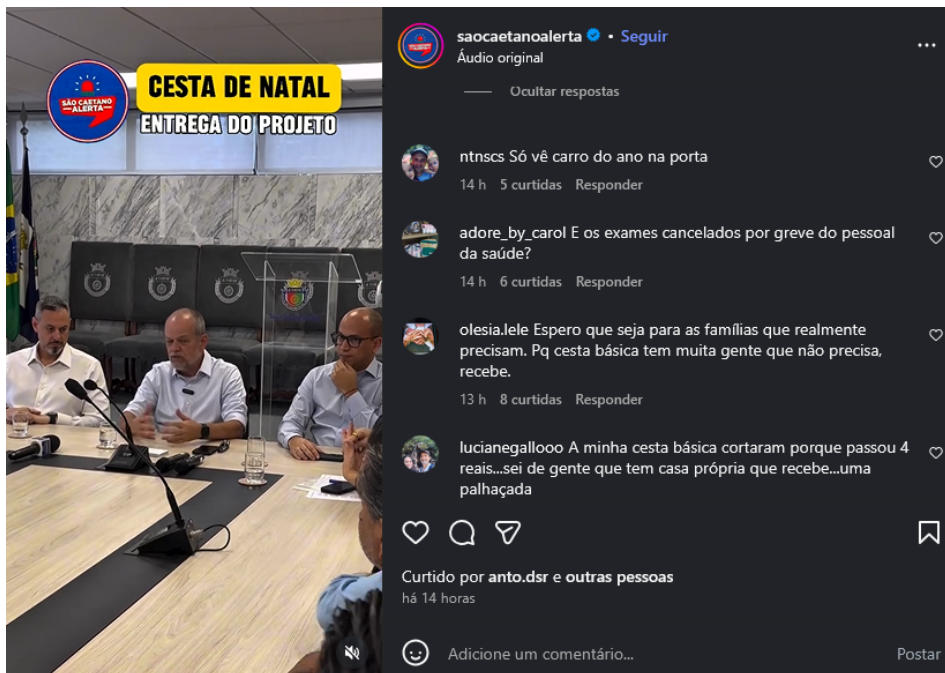 SÃO CAETANO
ALERTA
CESTA DE NATAL
ENTREGA DO PROJETO
saocaetanoalerta • Seguir
Áudio original
Ocultar respostas
ntnscs Só vê carro do ano na porta
14 h 5 curtidas Responder
adore_by_carol E os exames cancelados por greve do pessoal
da saúde?
14 h 6 curtidas Responder
olesia.lele Espero que seja para as famílias que realmente
precisam. Pq cesta básica tem muita gente que não precisa,
recebe.
13 h 8 curtidas Responder
lucianegallooo A minha cesta básica cortaram porque passou 4
reais...sei de gente que tem casa própria que recebe...uma
palhaçada
Curtido por anto.dsr e outras pessoas
há 14 horas
Adicione um comentário...
Postar